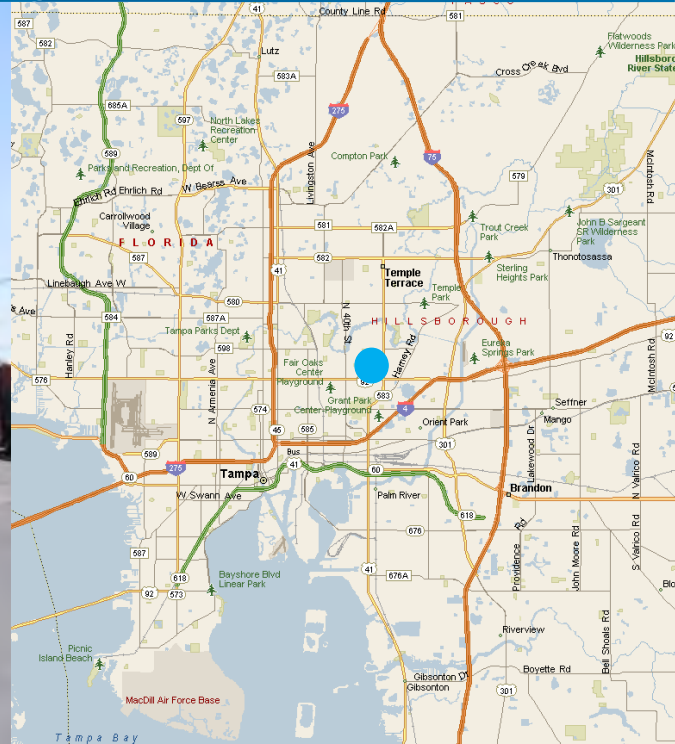 County Line Rd
41
581
587
582
Lutz
Flatwoods
Wilderness Park
Hillsboro
River State
Cross Creek Blvd
583A
685A
275
597
North Lakes
Recreation
Center
Livingston Ave
589
Compton Park
75
McIntosh Rd
579
Parks and Recreation, Dept Of
W Bearss Ave
301
Ehrlich Rd
Ehrlich Rd
Carrollwood
Village
Trout Creek
Park
John B Sargeant
SR Wilderness
Park
581
582A
FLORIDA
587
582
Thonotosassa
41
Temple
Terrace
Sterling
Heights Park
Linebaugh Ave W
Temple
Park
580
N 40th St
Ave
584
587A
HILLSBOROUGH
Tampa Parks Dept
92
Hanley Rd
598
Harney Rd
Eureka
Springs Park
N Armenia Ave
Fair Oaks
Center
Playground
McIntosh Rd
576
92
583
Grant Park
Center-Playground
4
574
Seffner
Mango
Orient Park
45
585
301
Lakewood Dr
N Valrico Rd
589
Bus
41
275
60
60
Tampa
Brandon
W Swann Ave
Palm River
618
676
Providence Rd
John Moore Rd
S Valrico Rd
587
41
676A
618
92
573
Bayshore Blvd
Linear Park
Blo
Bell Shoals Rd
Riverview
Picnic
Island Beach
Boyette Rd
Gibsonton Dr
Gibsonton
301
MacDill Air Force Base
Tampa Bay